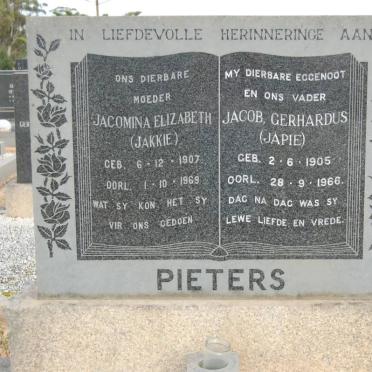 IN LIEFDEVOLLE HERINNERINGE AAN
ONS DIERBARE
MOEDER
JACOMINA ELIZABETH
(JAKKIE)
GEB. 6-12-1907
OORL. 1-10-1969
WAT SY KON HET SY
VIR ONS GEDOEN
MY DIERBARE EGGENOOT
EN ONS VADER
JACOB GERHARDUS
(JAPIE)
GEB. 2-6-1905
OORL. 28-9-1966.
DAG NA DAG WAS SY
LEWE LIEFDE EN VREDE.
PIETERS